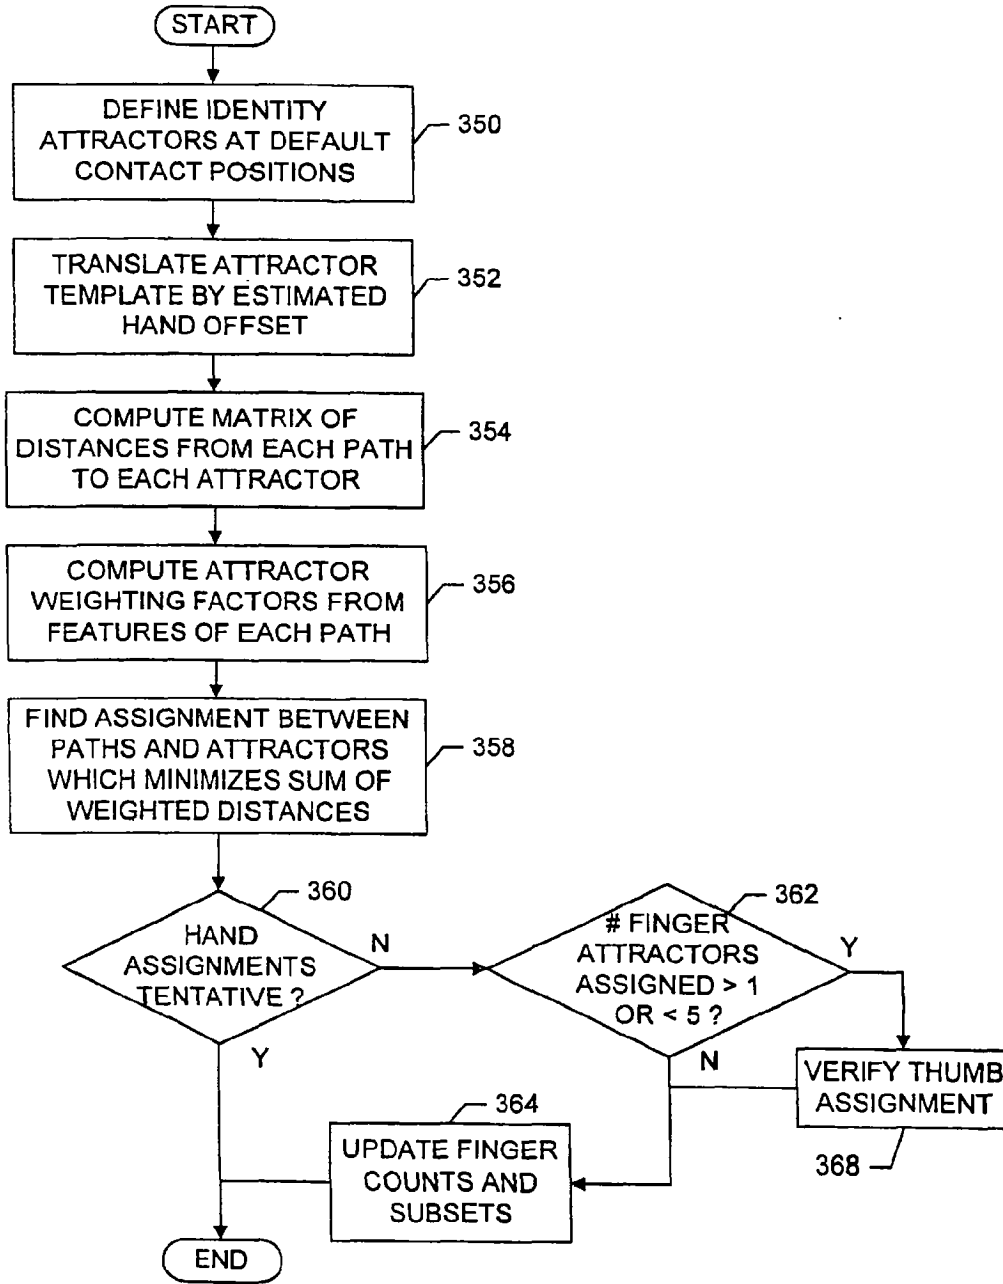 START
DEFINE IDENTITY
ATTRACTORS AT DEFAULT
CONTACT POSITIONS
350
TRANSLATE ATTRACTOR
TEMPLATE BY ESTIMATED
HAND OFFSET
352
COMPUTE MATRIX OF
DISTANCES FROM EACH PATH
TO EACH ATTRACTOR
354
COMPUTE ATTRACTOR
WEIGHTING FACTORS FROM
FEATURES OF EACH PATH
356
FIND ASSIGNMENT BETWEEN
PATHS AND ATTRACTORS
WHICH MINIMIZES SUM OF
WEIGHTED DISTANCES
358
360
HAND
ASSIGNMENTS
TENTATIVE ?
N
Y
362
# FINGER
ATTRACTORS
ASSIGNED > 1
OR < 5 ?
Y
N
VERIFY THUMB
ASSIGNMENT
368
364
UPDATE FINGER
COUNTS AND
SUBSETS
END